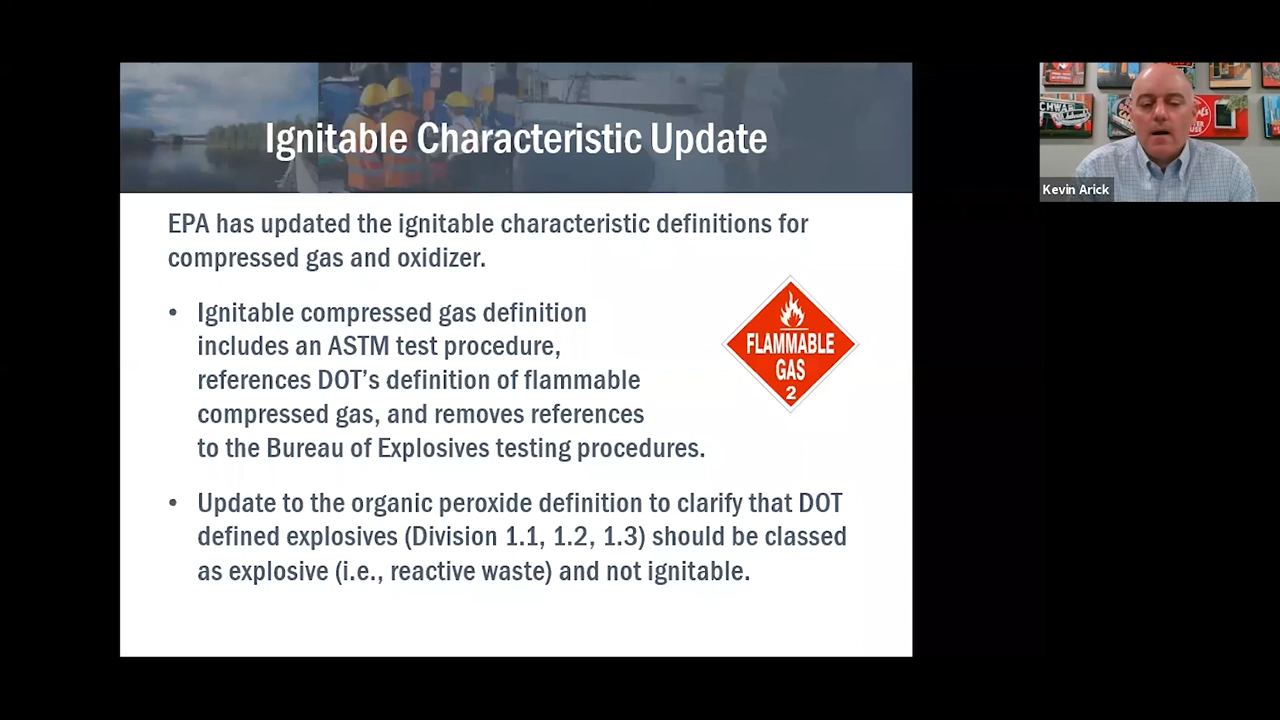 Ignitable Characteristic Update
EPA has updated the ignitable characteristic definitions for
compressed gas and oxidizer.
• Ignitable compressed gas definition
includes an ASTM test procedure,
references DOT's definition of flammable
compressed gas, and removes references
to the Bureau of Explosives testing procedures.
FLAMMABLE
GAS
2
• Update to the organic peroxide definition to clarify that DOT
defined explosives (Division 1.1, 1.2, 1.3) should be classed
as explosive (i.e., reactive waste) and not ignitable.
Kevin Arick